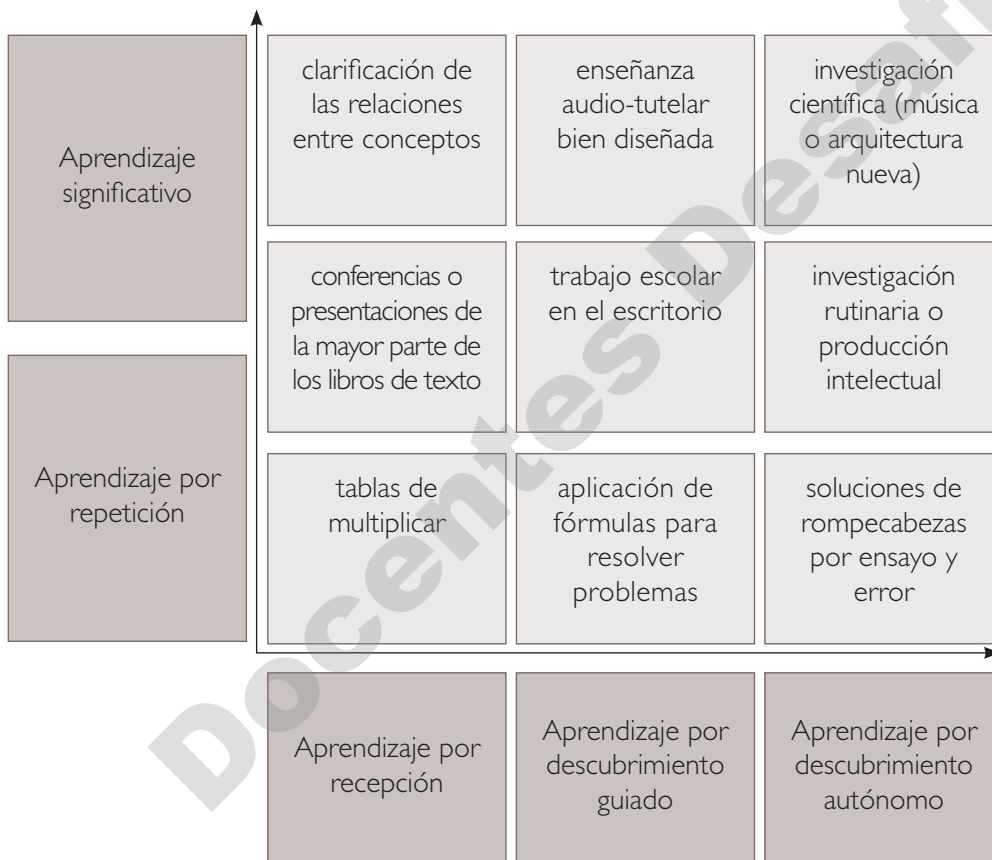 Aprendizaje
significativo
clarificación de
las relaciones
entre conceptos
enseñanza
audio-tutelar
bien diseñada
investigación
científica (música
o arquitectura
nueva)
conferencias o
presentaciones de
la mayor parte de
los libros de texto
trabajo escolar
en el escritorio
investigación
rutinaria o
producción
intelectual
Aprendizaje por
repetición
tablas de
multiplicar
aplicación de
fórmulas para
resolver
problemas
soluciones de
rompecabezas
por ensayo y
error
Aprendizaje por
recepción
Aprendizaje por
descubrimiento
guiado
Aprendizaje por
descubrimiento
autónomo
Docentes